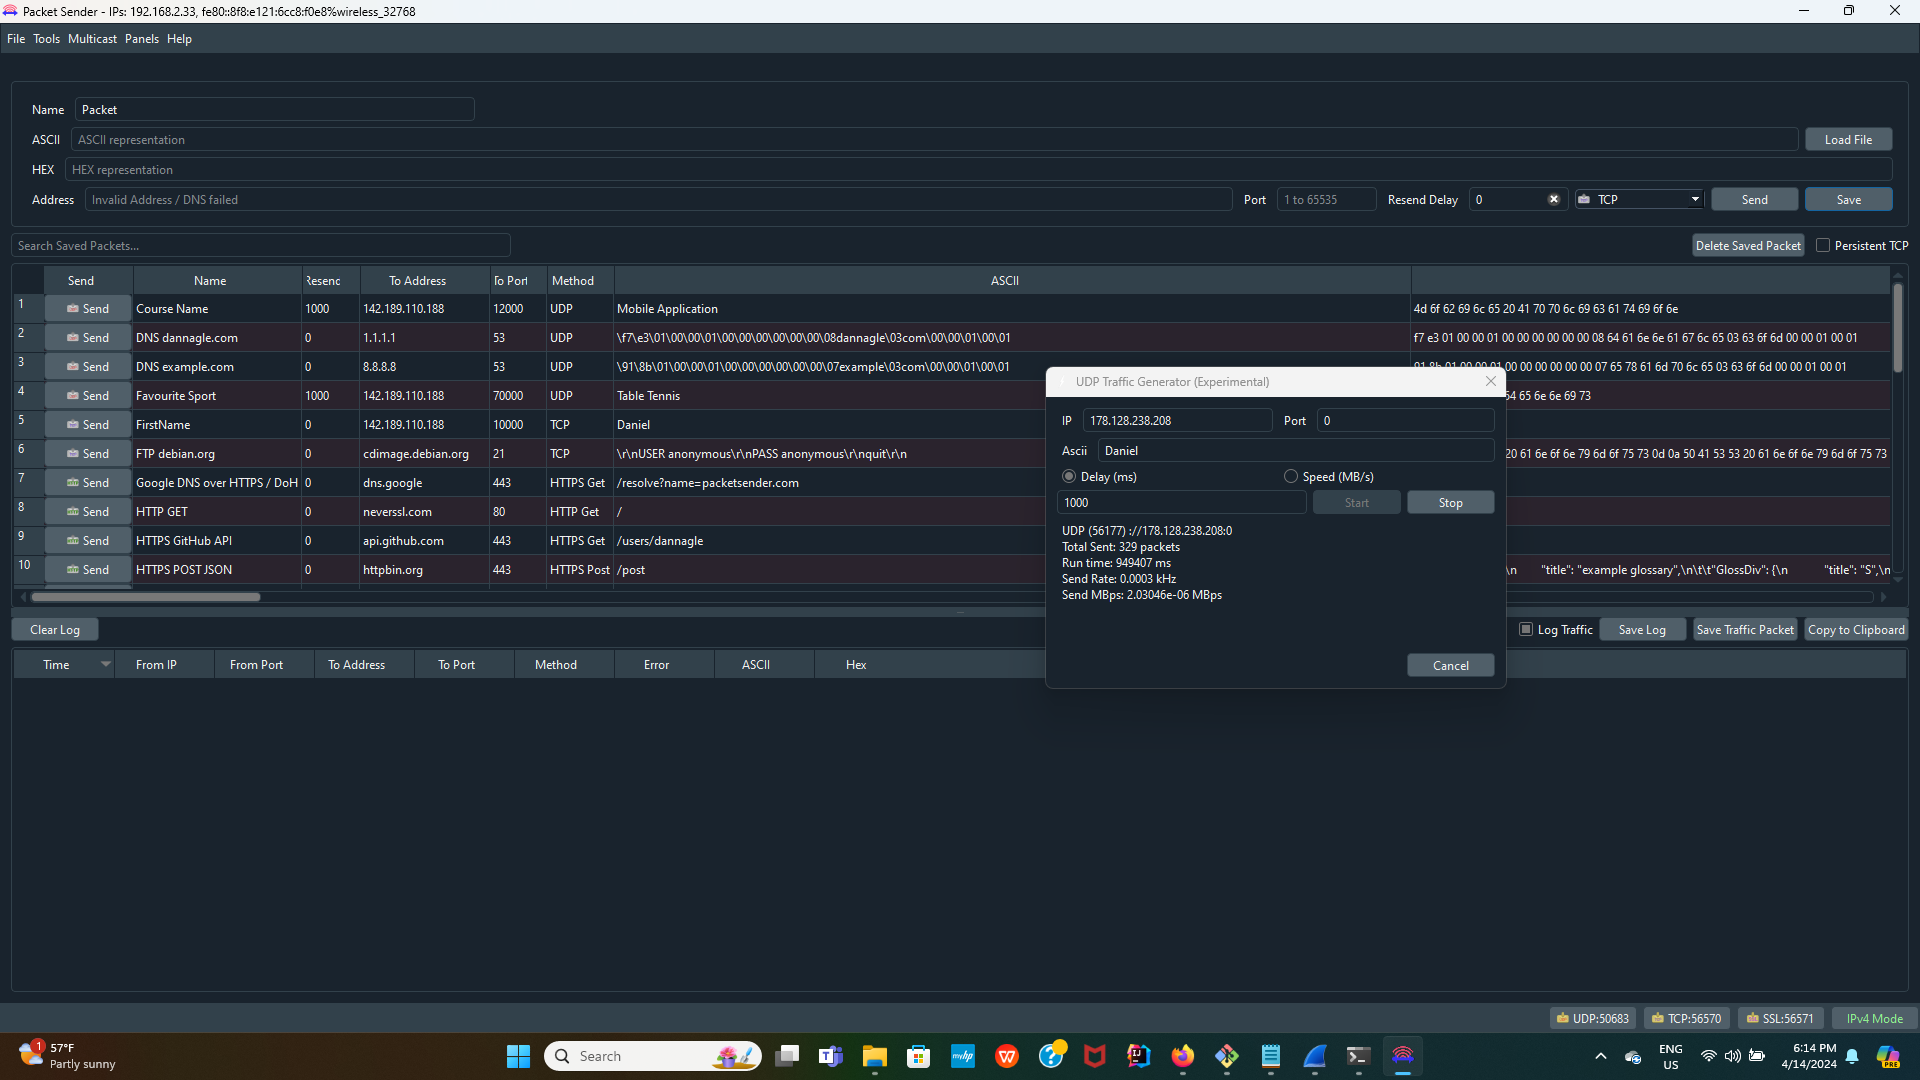 Packet Sender - IPs: 192.168.2.33, fe80::8f8:e121:6cc8:f0e8%wireless_32768
File Tools Multicast Panels Help
Name Packet
ASCII ASCII representation Load File
HEX HEX representation
Address Invalid Address / DNS failed Port 1 to 65535 Resend Delay 0 TCP Send Save
Search Saved Packets... Delete Saved Packet Persistent TCP
Send Name Resenc To Address To Port Method ASCII
1 Send Course Name 1000 142.189.110.188 12000 UDP Mobile Application 4d 6f 62 69 6c 65 20 41 70 70 6c 69 63 61 74 69 6f 6e
2 Send DNS dannagle.com 0 1.1.1.1 53 UDP \f7\e3\01\00\00\01\00\00\00\00\00\00\08dannagle\03com\00\00\01\00\01 f7 e3 01 00 00 01 00 00 00 00 00 00 08 64 61 6e 6e 61 67 6c 65 03 63 6f 6d 00 00 01 00 01
3 Send DNS example.com 0 8.8.8.8 53 UDP \91\8b\01\00\00\01\00\00\00\00\00\00\07example\03com\00\00\01\00\01 91 8b 01 00 00 01 00 00 00 00 00 00 07 65 78 61 6d 70 6c 65 03 63 6f 6d 00 00 01 00 01
4 Send Favourite Sport 1000 142.189.110.188 70000 UDP Table Tennis 54 65 6e 6e 69 73
5 Send FirstName 0 142.189.110.188 10000 TCP Daniel
6 Send FTP debian.org 0 cdimage.debian.org 21 TCP \r\nUSER anonymous\r\nPASS anonymous\r\nquit\r\n 20 61 6e 6f 6e 79 6d 6f 75 73 0d 0a 50 41 53 53 20 61 6e 6f 6e 79 6d 6f 75 73
7 Send Google DNS over HTTPS / DoH 0 dns.google 443 HTTPS Get /resolve?name=packetsender.com
8 Send HTTP GET 0 neverssl.com 80 HTTP Get /
9 Send HTTPS GitHub API 0 api.github.com 443 HTTPS Get /users/dannagle
10 Send HTTPS POST JSON 0 httpbin.org 443 HTTPS Post /post \n "title": "example glossary",\n\t\t"GlossDiv": {\n "title": "S",\n
UDP Traffic Generator (Experimental)
IP 178.128.238.208 Port 0
Ascii Daniel
Delay (ms) Speed (MB/s)
1000 Start Stop
UDP (56177) ://178.128.238.208:0
Total Sent: 329 packets
Run time: 949407 ms
Send Rate: 0.0003 kHz
Send MBps: 2.03046e-06 MBps
Cancel
Clear Log Log Traffic Save Log Save Traffic Packet Copy to Clipboard
Time From IP From Port To Address To Port Method Error ASCII Hex
UDP:50683 TCP:56570 SSL:56571 IPv4 Mode
1 57°F
Partly sunny
Search
ENG
US
6:14 PM
4/14/2024